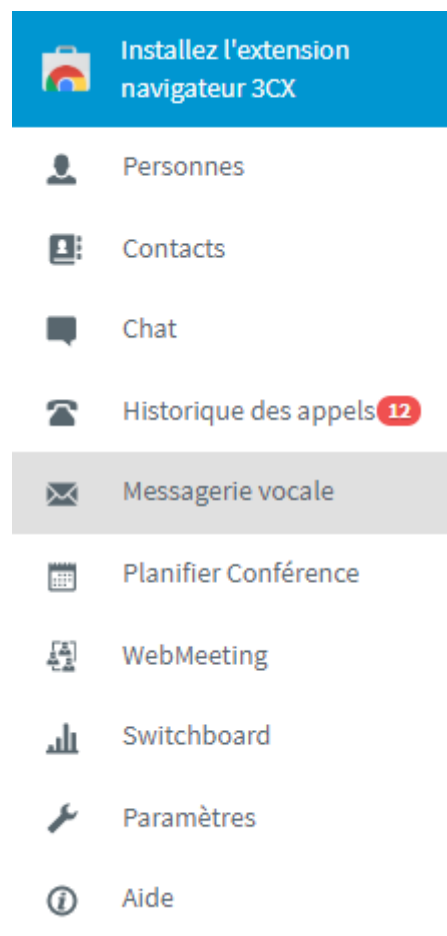 Installez l'extension
navigateur 3CX
Personnes
Contacts
Chat
Historique des appels 12
Messagerie vocale
Planifier Conférence
WebMeeting
Switchboard
Paramètres
Aide